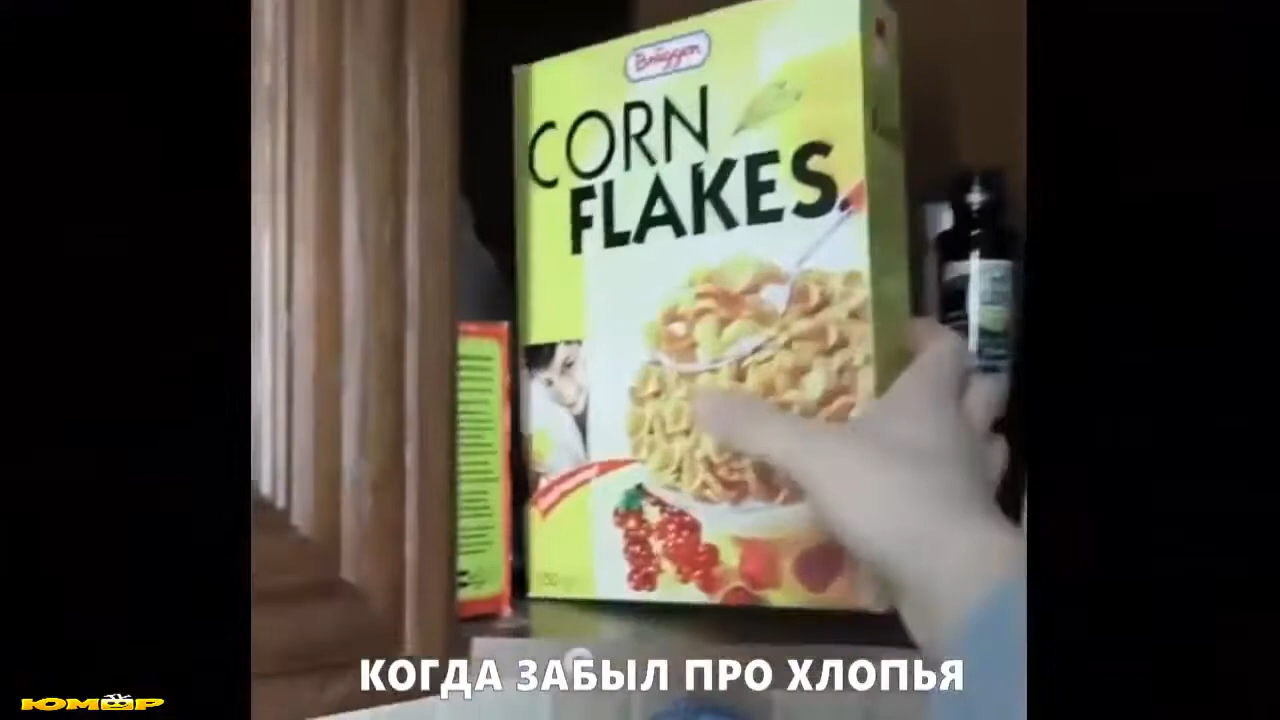 Brüggen
CORN
FLAKES
КОГДА ЗАБЫЛ ПРО ХЛОПЬЯ
ЮМОР